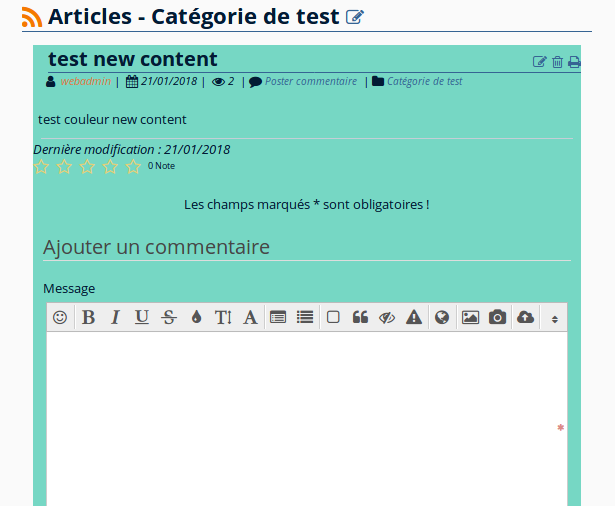 Articles - Catégorie de test
test new content
webadmin | 21/01/2018 | 2 | Poster commentaire | Catégorie de test
test couleur new content
Dernière modification : 21/01/2018
0 Note
Les champs marqués * sont obligatoires !
Ajouter un commentaire
Message
B I U S T A
*